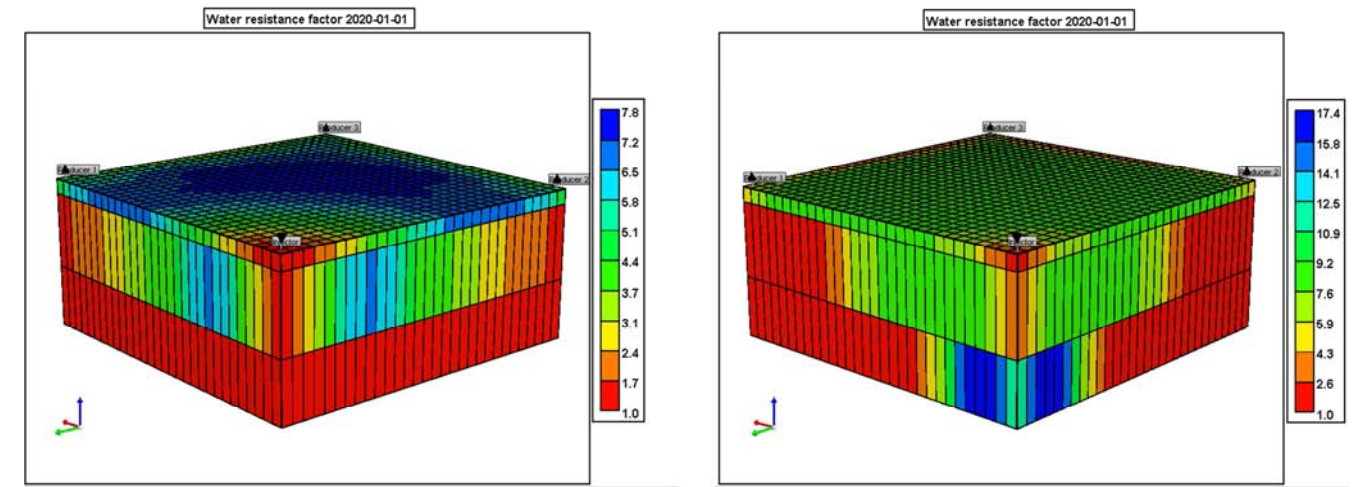 Water resistance factor 2020-01-01
Producer 3
Producer 1
Producer 2
Injector
7.8
7.2
6.5
5.8
5.1
4.4
3.7
3.1
2.4
1.7
1.0
Water resistance factor 2020-01-01
Producer 3
Producer 1
Producer 2
Injector
17.4
15.8
14.1
12.5
10.9
9.2
7.6
5.9
4.3
2.6
1.0